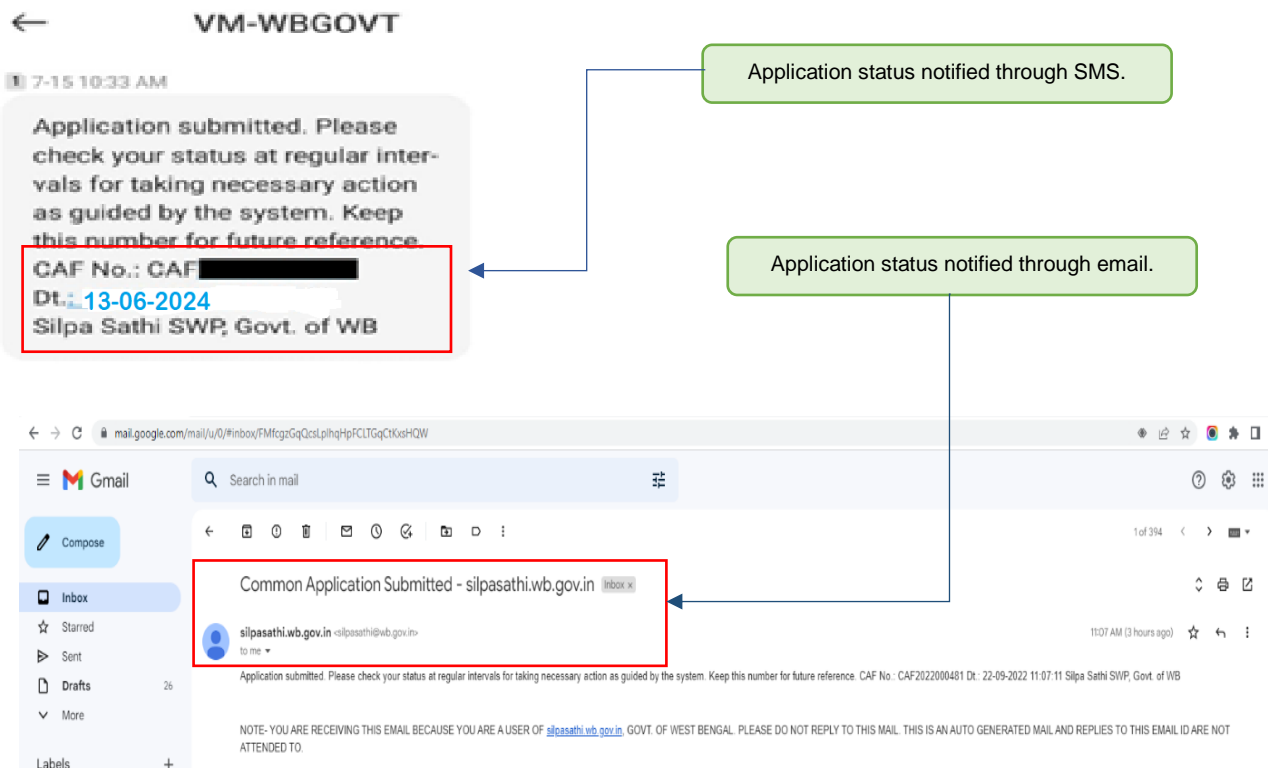 VM-WBGOVT
1 7-15 10:33 AM
Application submitted. Please
check your status at regular inter-
vals for taking necessary action
as guided by the system. Keep
this number for future reference.
CAF No.: CAF
Dt.: 13-06-2024
Silpa Sathi SWP, Govt. of WB
Application status notified through SMS.
Application status notified through email.
mail.google.com/mail/u/0/#inbox/FMfcgzGqQcsLpIhqHpFCLTGqCtKxsHQW
Gmail
Search in mail
Compose
1 of 394
Inbox
Starred
Sent
Drafts 26
More
Labels +
Common Application Submitted - silpasathi.wb.gov.in Inbox x
silpasathi.wb.gov.in <silpasathi@wb.gov.in>
11:07 AM (3 hours ago)
to me
Application submitted. Please check your status at regular intervals for taking necessary action as guided by the system. Keep this number for future reference. CAF No.: CAF2022000481 Dt.: 22-09-2022 11:07:11 Silpa Sathi SWP, Govt. of WB
NOTE- YOU ARE RECEIVING THIS EMAIL BECAUSE YOU ARE A USER OF silpasathi.wb.gov.in, GOVT. OF WEST BENGAL. PLEASE DO NOT REPLY TO THIS MAIL. THIS IS AN AUTO GENERATED MAIL AND REPLIES TO THIS EMAIL ID ARE NOT
ATTENDED TO.